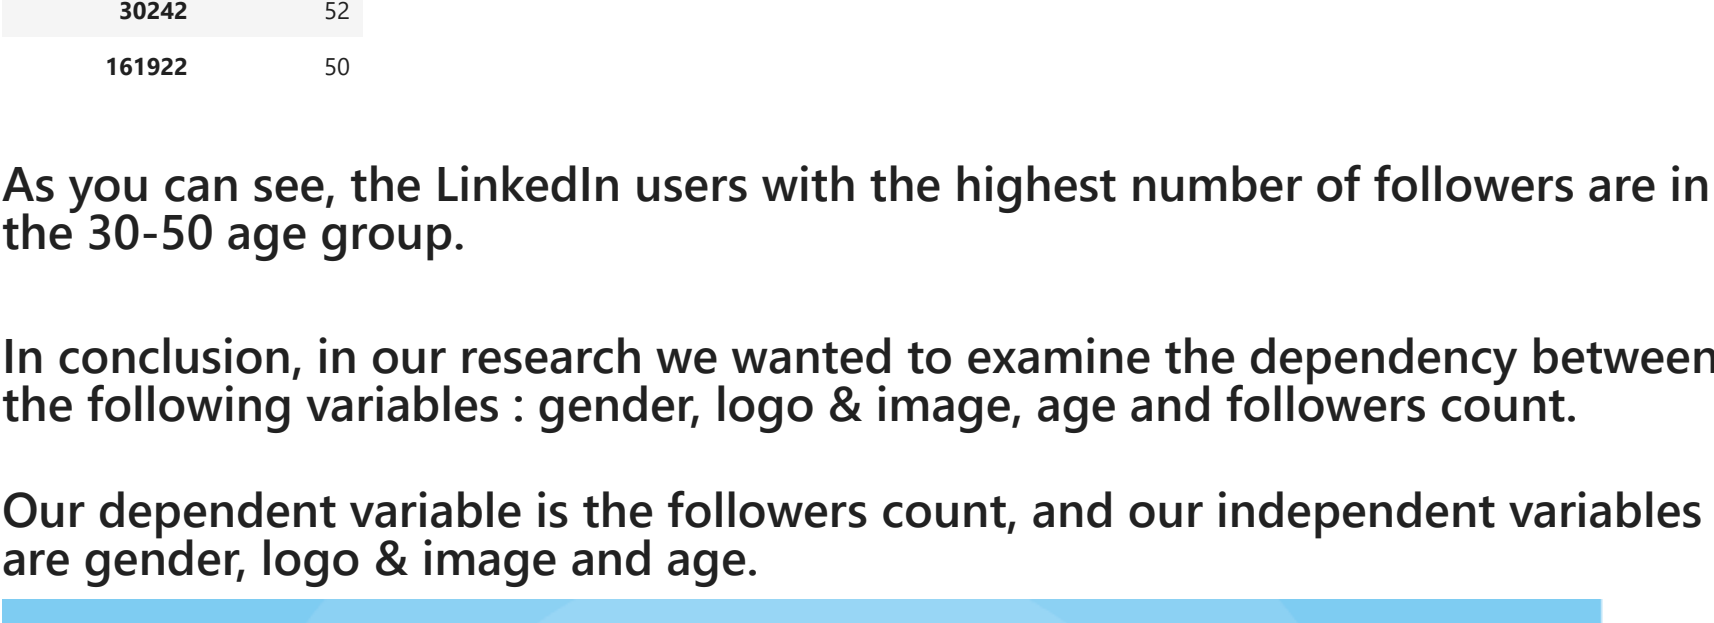 30242 52
161922 50
As you can see, the LinkedIn users with the highest number of followers are in
the 30-50 age group.
In conclusion, in our research we wanted to examine the dependency between
the following variables : gender, logo & image, age and followers count.
Our dependent variable is the followers count, and our independent variables
are gender, logo & image and age.